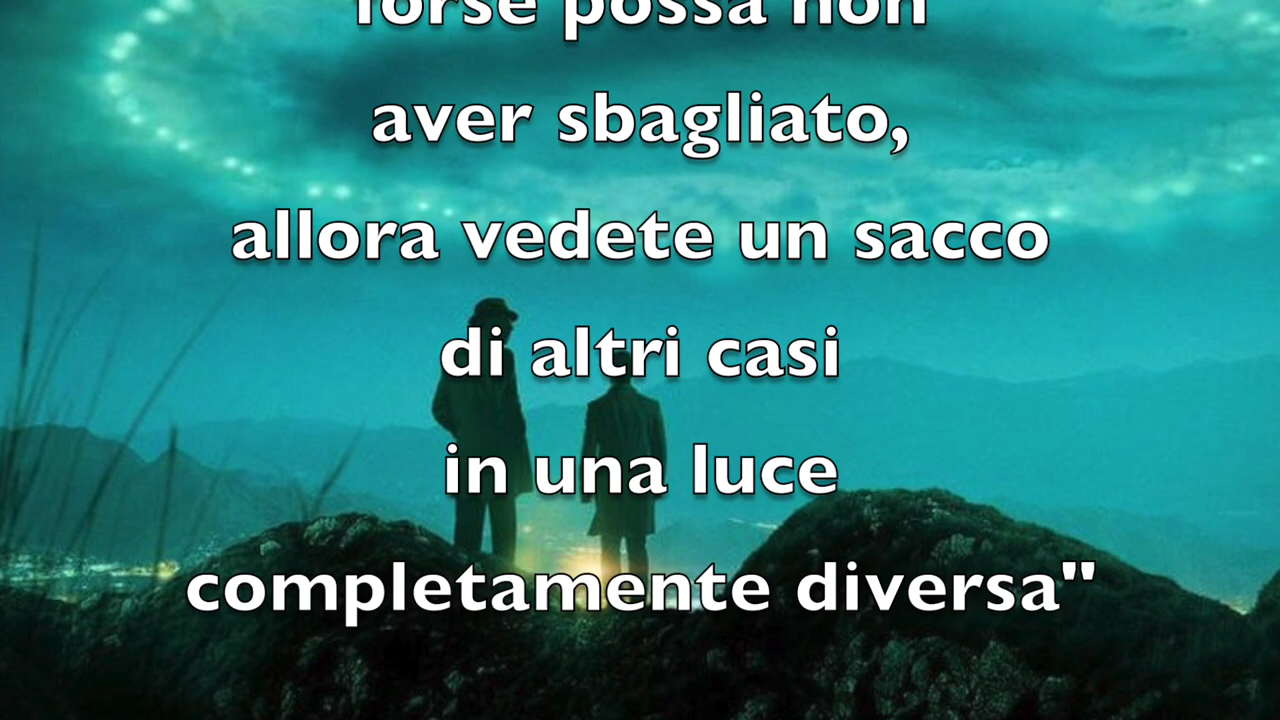 forse possa non
aver sbagliato,
allora vedete un sacco
di altri casi
in una luce
completamente diversa"